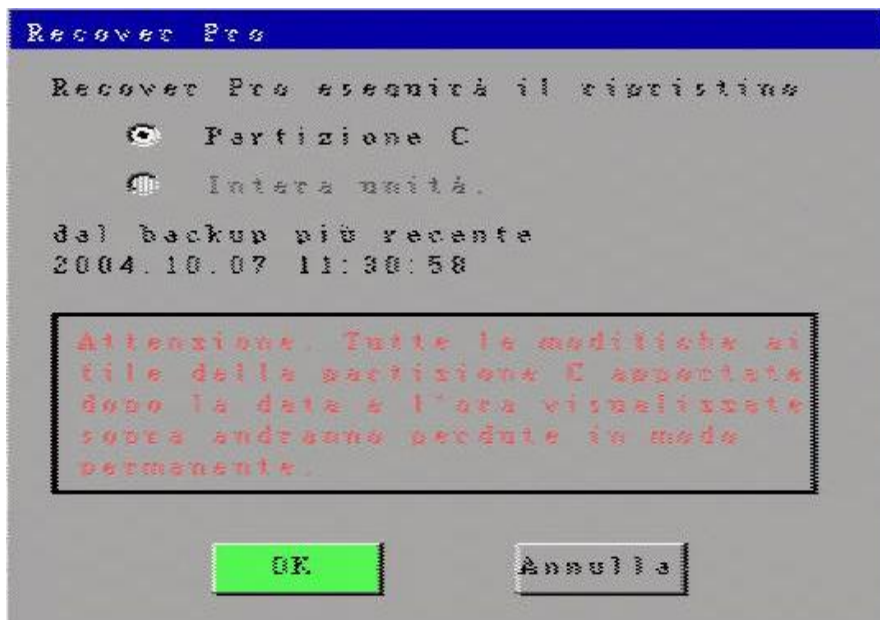 Recover Pro
Recover Pro eseguirà il ripristino
Partizione C
Intera unità.
dal backup più recente
2004.10.07 11:30:58
Attenzione. Tutte le modifiche ai
file della partizione C apportate
dopo la data e l'ora visualizzate
sopra andranno perdute in modo
permanente.
OK
Annulla